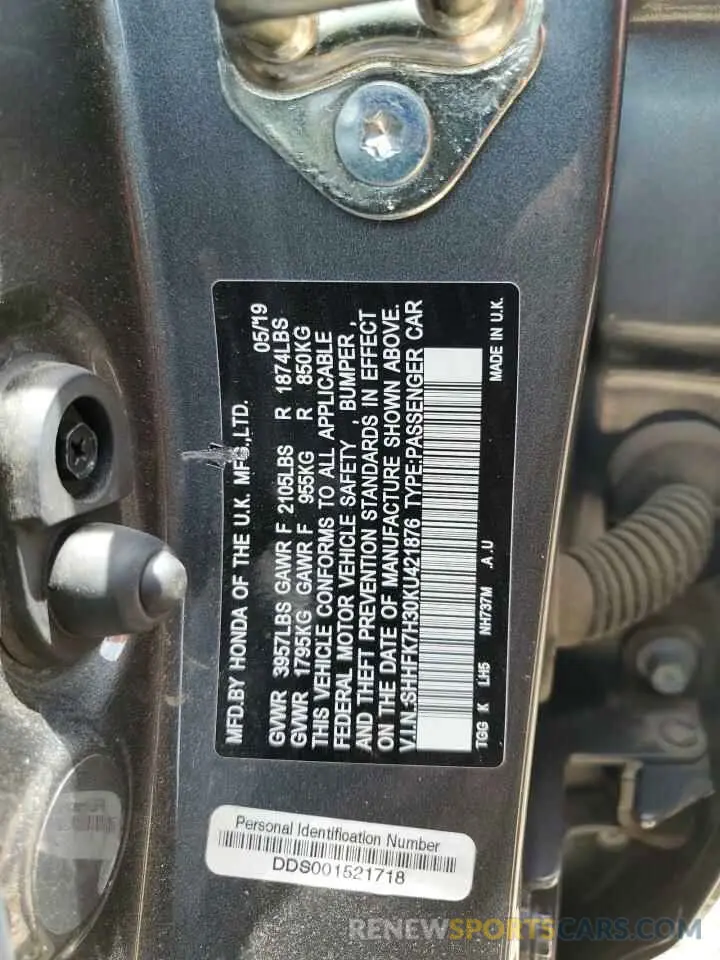 MFD.BY HONDA OF THE U.K. MFG.,LTD.
05/19
GVWR 3957LBS GAWR F 2105LBS R 1874LBS
GVWR 1795KG GAWR F 955KG R 850KG
THIS VEHICLE CONFORMS TO ALL APPLICABLE
FEDERAL MOTOR VEHICLE SAFETY , BUMPER ,
AND THEFT PREVENTION STANDARDS IN EFFECT
ON THE DATE OF MANUFACTURE SHOWN ABOVE.
V.I.N.:SHHFK7H30KU421876 TYPE:PASSENGER CAR
TGG K LH5 NH737M .A .U MADE IN U.K.
Personal Identification Number
DDS001521718
RENEWSPORTSCARS.COM